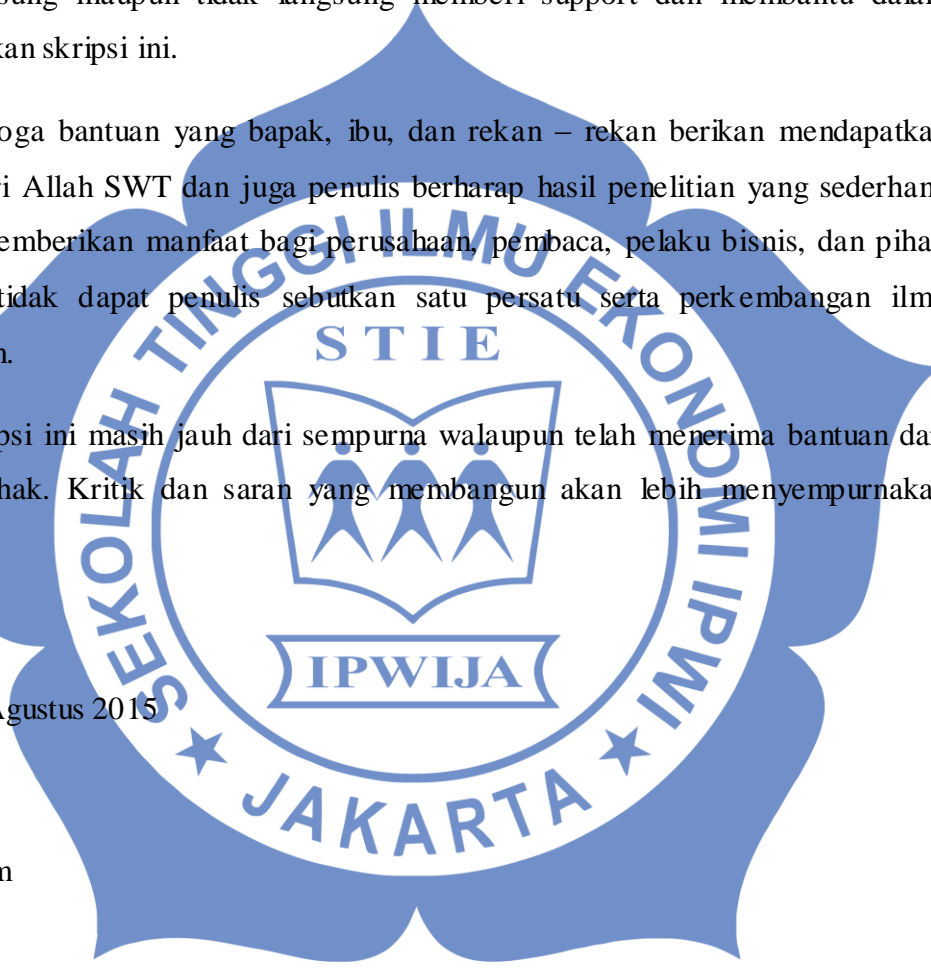 sung maupun tidak langsung memberi support dan membantu dala
kan skripsi ini.
oga bantuan yang bapak, ibu, dan rekan – rekan berikan mendapatka
ri Allah SWT dan juga penulis berharap hasil penelitian yang sederhan
emberikan manfaat bagi perusahaan, pembaca, pelaku bisnis, dan piha
tidak dapat penulis sebutkan satu persatu serta perkembangan ilm
n.
psi ini masih jauh dari sempurna walaupun telah menerima bantuan da
hak. Kritik dan saran yang membangun akan lebih menyempurnaka
Agustus 2015
m
SEKOLAH TINGGI ILMU EKONOMI IPWI
STIE
IPWIJA
JAKARTA